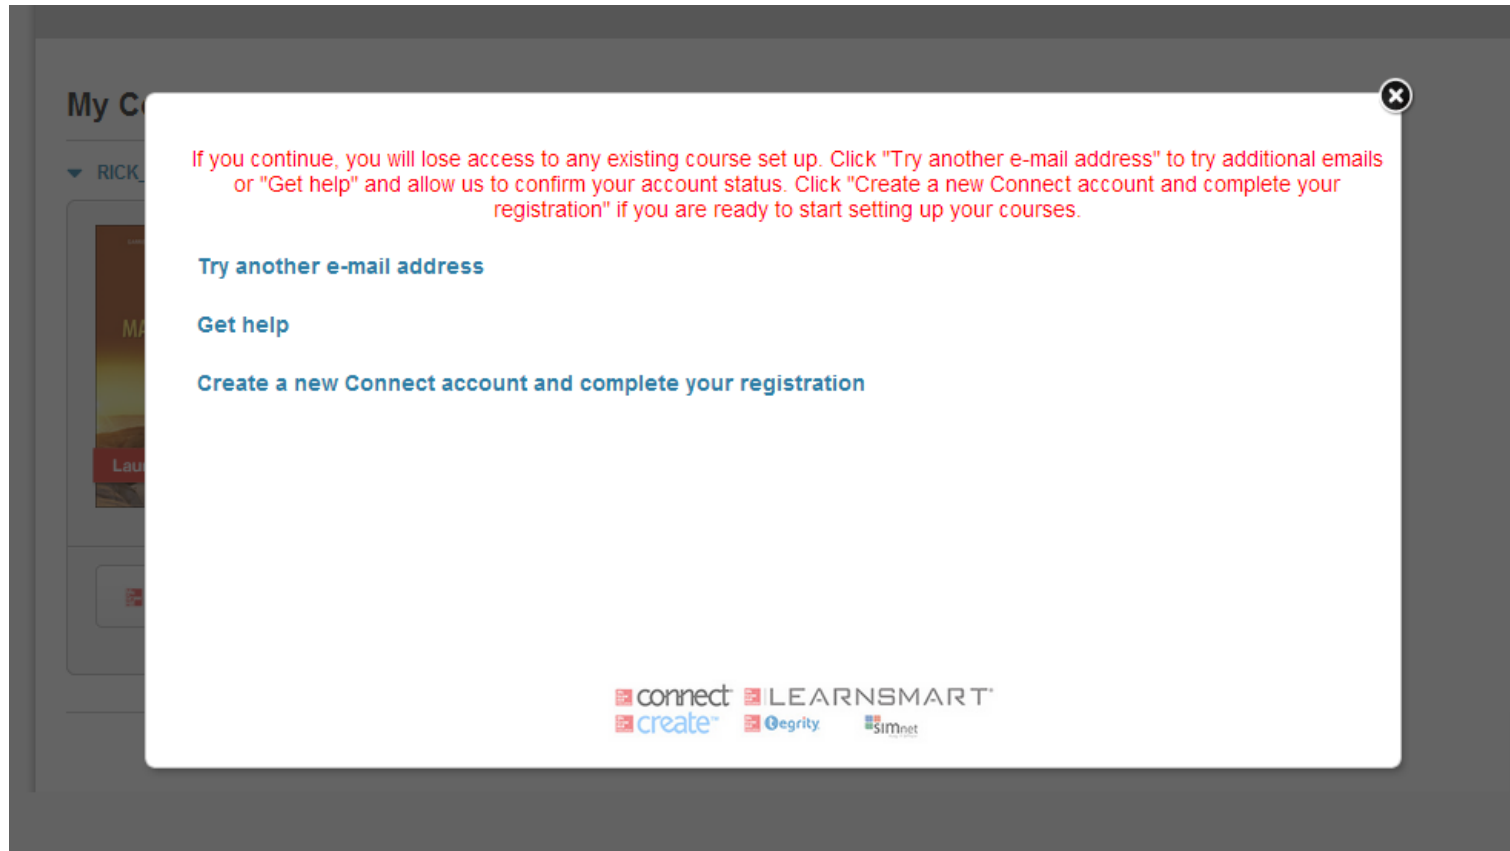 My C
RICK_
If you continue, you will lose access to any existing course set up. Click "Try another e-mail address" to try additional emails
or "Get help" and allow us to confirm your account status. Click "Create a new Connect account and complete your
registration" if you are ready to start setting up your courses.
Try another e-mail address
Get help
MA
Create a new Connect account and complete your registration
Lau
connect LEARNSMART®
create™ tegrity simnet